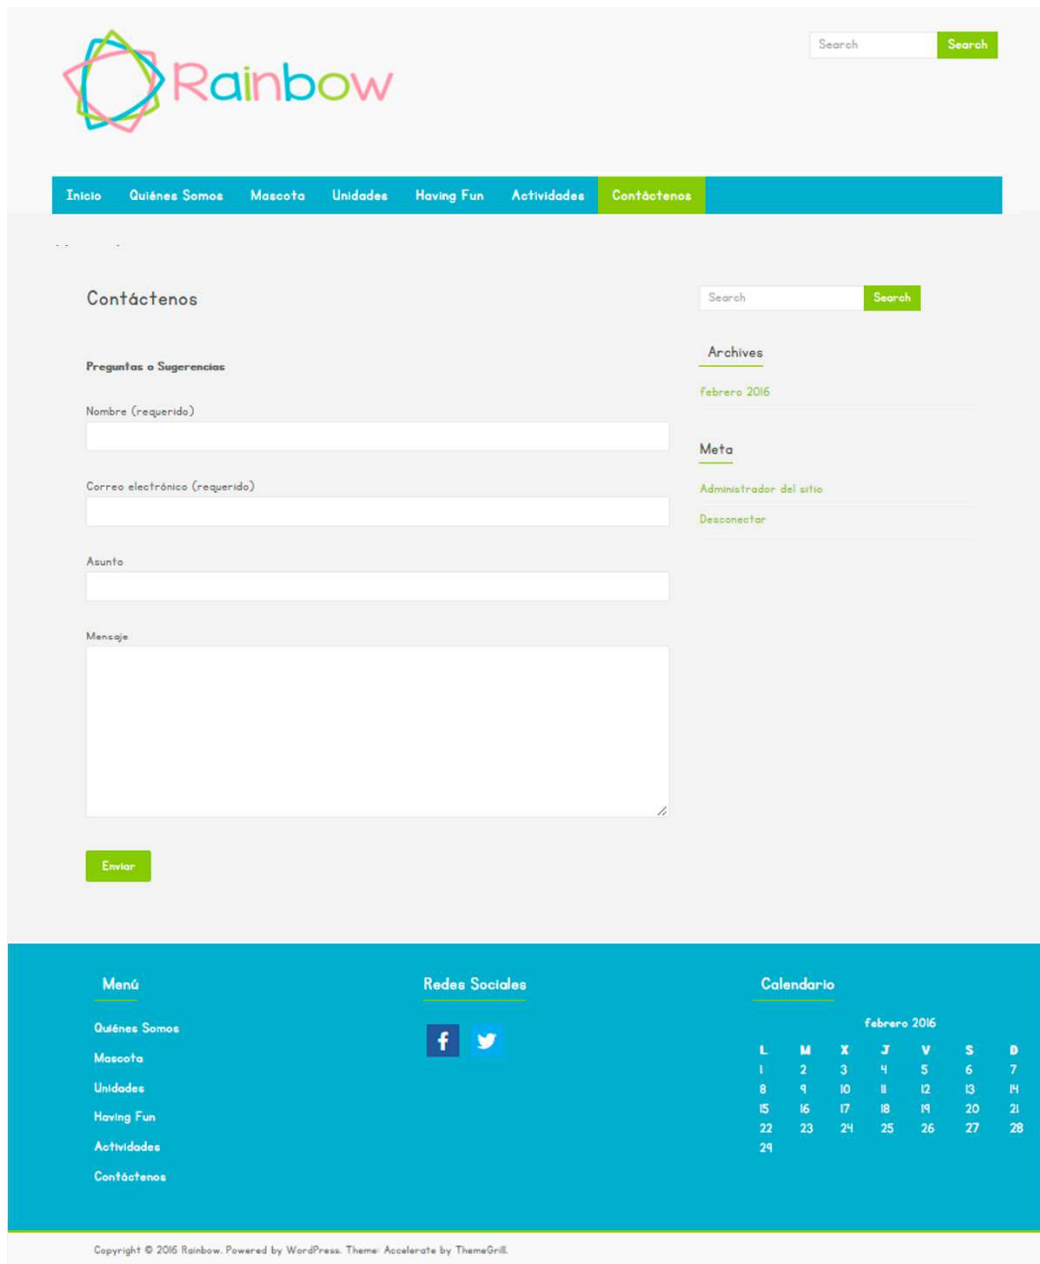 Rainbow
Search Search
Inicio Quiénes Somos Mascota Unidades Having Fun Actividades Contáctenos
Contáctenos
Preguntas o Sugerencias
Nombre (requerido)
Correo electrónico (requerido)
Asunto
Mensaje
Enviar
Search Search
Archives
febrero 2016
Meta
Administrador del sitio
Desconectar
Menú
Quiénes Somos
Mascota
Unidades
Having Fun
Actividades
Contáctenos
Redes Sociales
f
Calendario
febrero 2016
L M X J V S D
1 2 3 4 5 6 7
8 9 10 11 12 13 14
15 16 17 18 19 20 21
22 23 24 25 26 27 28
29
Copyright © 2016 Rainbow. Powered by WordPress. Theme: Accelerate by ThemeGrill.